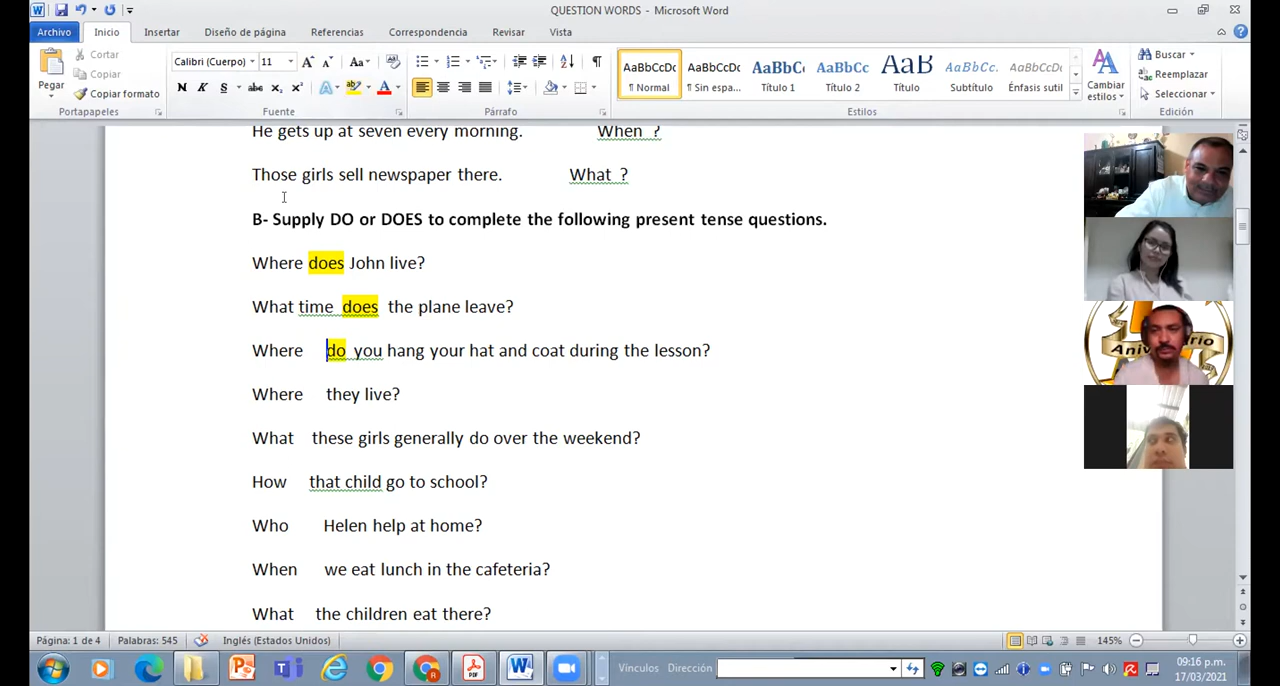 QUESTION WORDS - Microsoft Word
Archivo Inicio Insertar Diseño de página Referencias Correspondencia Revisar Vista
Pegar
Cortar
Copiar
Copiar formato
Portapapeles
Calibri (Cuerpo) 11
Fuente
Párrafo
AaBbCcDc AaBbCcDc AaBbC AaBbCc AaB AaBbCc. AaBbCcDc
¶ Normal ¶ Sin espa... Título 1 Título 2 Título Subtítulo Énfasis sutil
Estilos
Cambiar estilos
Buscar
Reemplazar
Seleccionar
Edición
He gets up at seven every morning. When ?
Those girls sell newspaper there. What ?
B- Supply DO or DOES to complete the following present tense questions.
Where does John live?
What time does the plane leave?
Where do you hang your hat and coat during the lesson?
Where they live?
What these girls generally do over the weekend?
How that child go to school?
Who Helen help at home?
When we eat lunch in the cafeteria?
What the children eat there?
Aniversario
Página: 1 de 4 Palabras: 545 Inglés (Estados Unidos) 145%
Vínculos Dirección
09:16 p.m.
17/03/2021